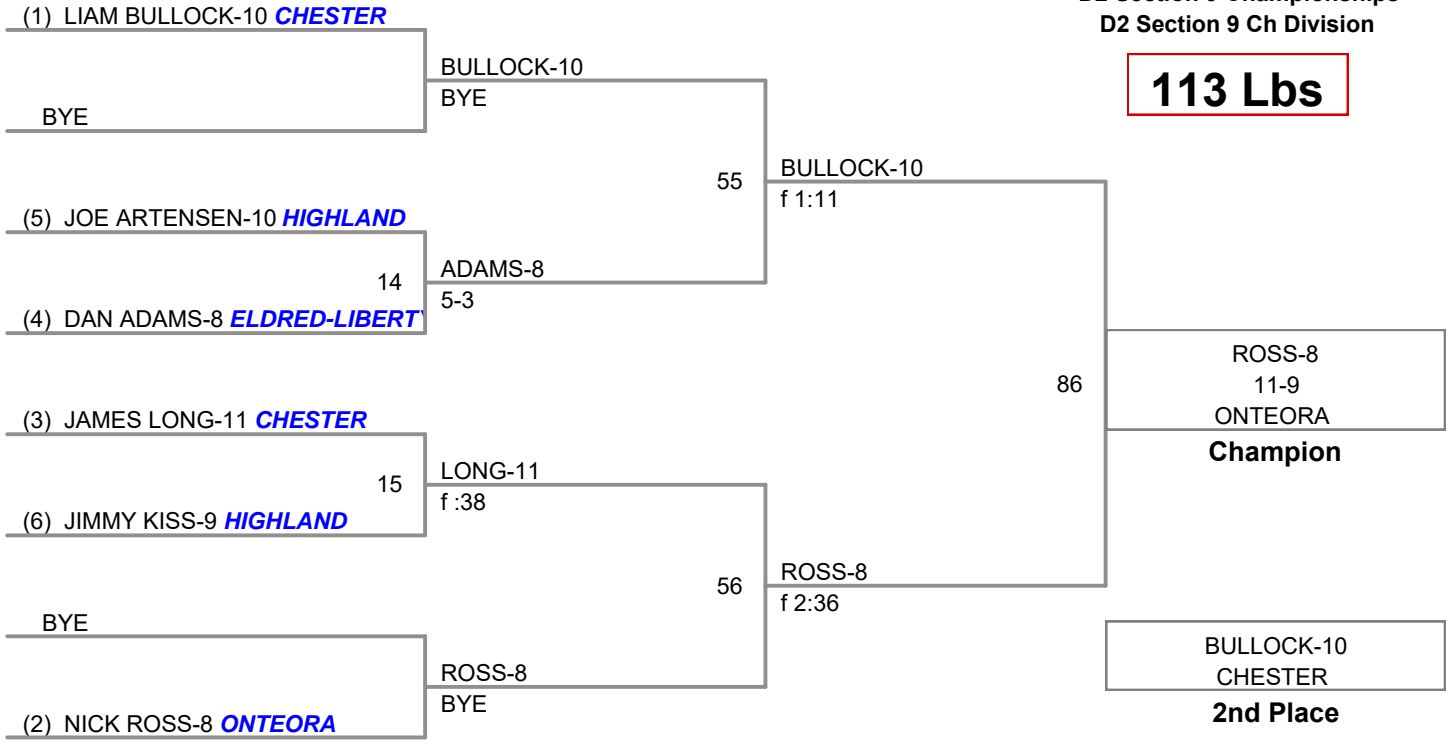 D2 Section 9 Championships
D2 Section 9 Ch Division
113 Lbs
(1) LIAM BULLOCK-10 CHESTER
BYE
BULLOCK-10
BYE
(5) JOE ARTENSEN-10 HIGHLAND
14
(4) DAN ADAMS-8 ELDRED-LIBERTY
ADAMS-8
5-3
55
BULLOCK-10
f 1:11
(3) JAMES LONG-11 CHESTER
15
(6) JIMMY KISS-9 HIGHLAND
LONG-11
f :38
BYE
(2) NICK ROSS-8 ONTEORA
ROSS-8
BYE
56
ROSS-8
f 2:36
86
ROSS-8
11-9
ONTEORA
Champion
BULLOCK-10
CHESTER
2nd Place